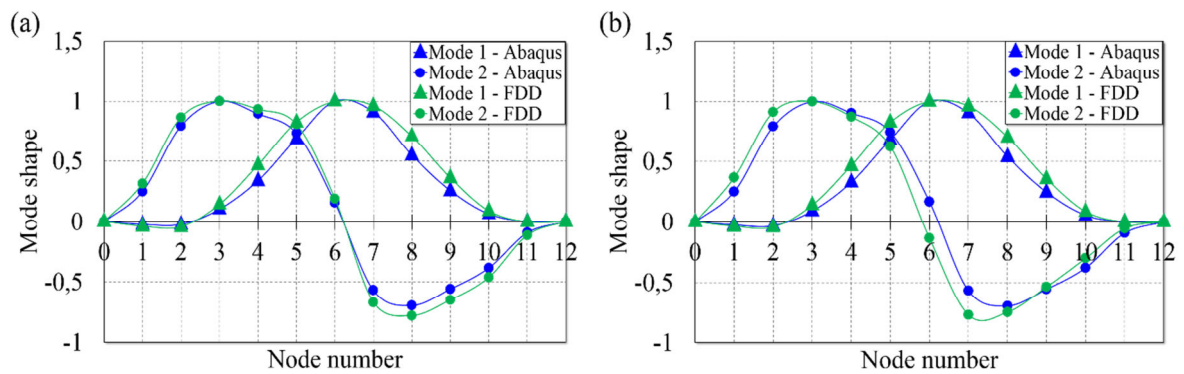 (a)
Mode shape
1,5
1
0,5
0
-0,5
-1
Mode 1 - Abaqus
Mode 2 - Abaqus
Mode 1 - FDD
Mode 2 - FDD
0 1 2 3 4 5 6 7 8 9 10 11 12
Node number
(b)
Mode shape
1,5
1
0,5
0
-0,5
-1
Mode 1 - Abaqus
Mode 2 - Abaqus
Mode 1 - FDD
Mode 2 - FDD
0 1 2 3 4 5 6 7 8 9 10 11 12
Node number